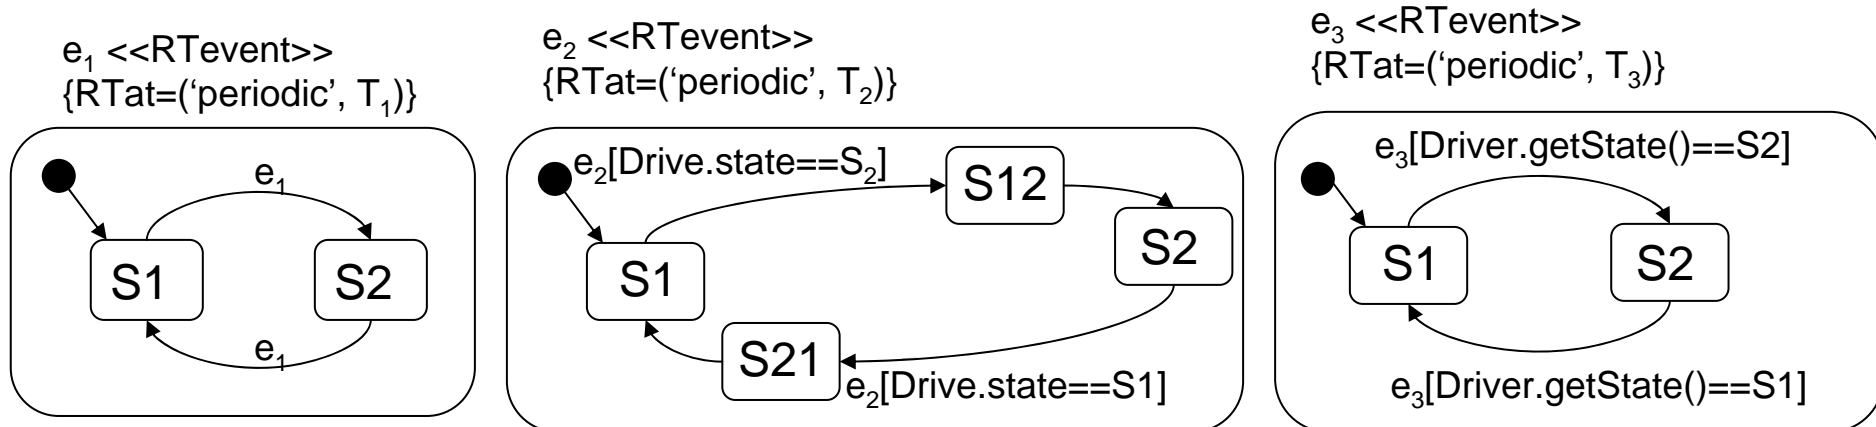 e₁ <<RTevent>>
{RTat=(‘periodic’, T₁)}
e₁
S1
S2
e₁
e₂ <<RTevent>>
{RTat=(‘periodic’, T₂)}
e₂[Drive.state==S₂]
S12
S2
S1
S21
e₂[Drive.state==S1]
e₃ <<RTevent>>
{RTat=(‘periodic’, T₃)}
e₃[Driver.getState()==S2]
S1
S2
e₃[Driver.getState()==S1]